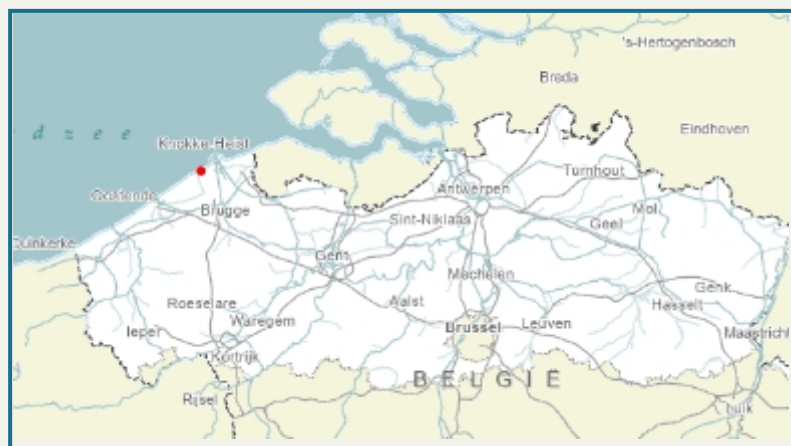 's-Hertogenbosch
Breda
d z e e
Eindhoven
Knokke-Heist
Turnhout
Oostende
Antwerpen
Mol
Brugge
Sint-Niklaas
Geel
Duinkerke
Gent
Mechelen
Genk
Roeselare
Aalst
Hasselt
Ieper
Waregem
Brussel
Leuven
Maastricht
Kortrijk
BELGIË
Rijsel
Luik